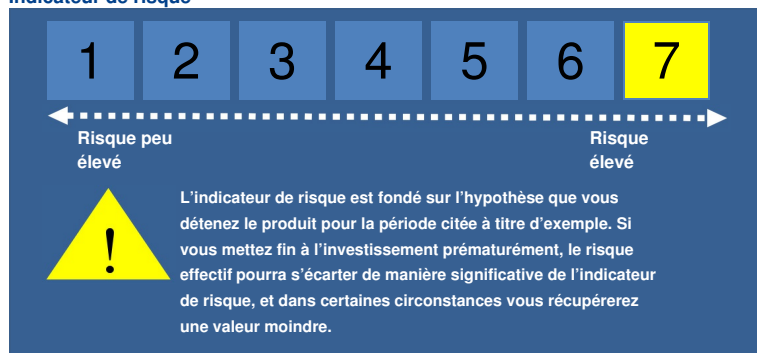 Indicateur de risque
1 2 3 4 5 6 7
Risque peu élevé
Risque élevé
!
L'indicateur de risque est fondé sur l'hypothèse que vous
détenez le produit pour la période citée à titre d'exemple. Si
vous mettez fin à l'investissement prématurément, le risque
effectif pourra s'écarter de manière significative de l'indicateur
de risque, et dans certaines circonstances vous récupérerez
une valeur moindre.